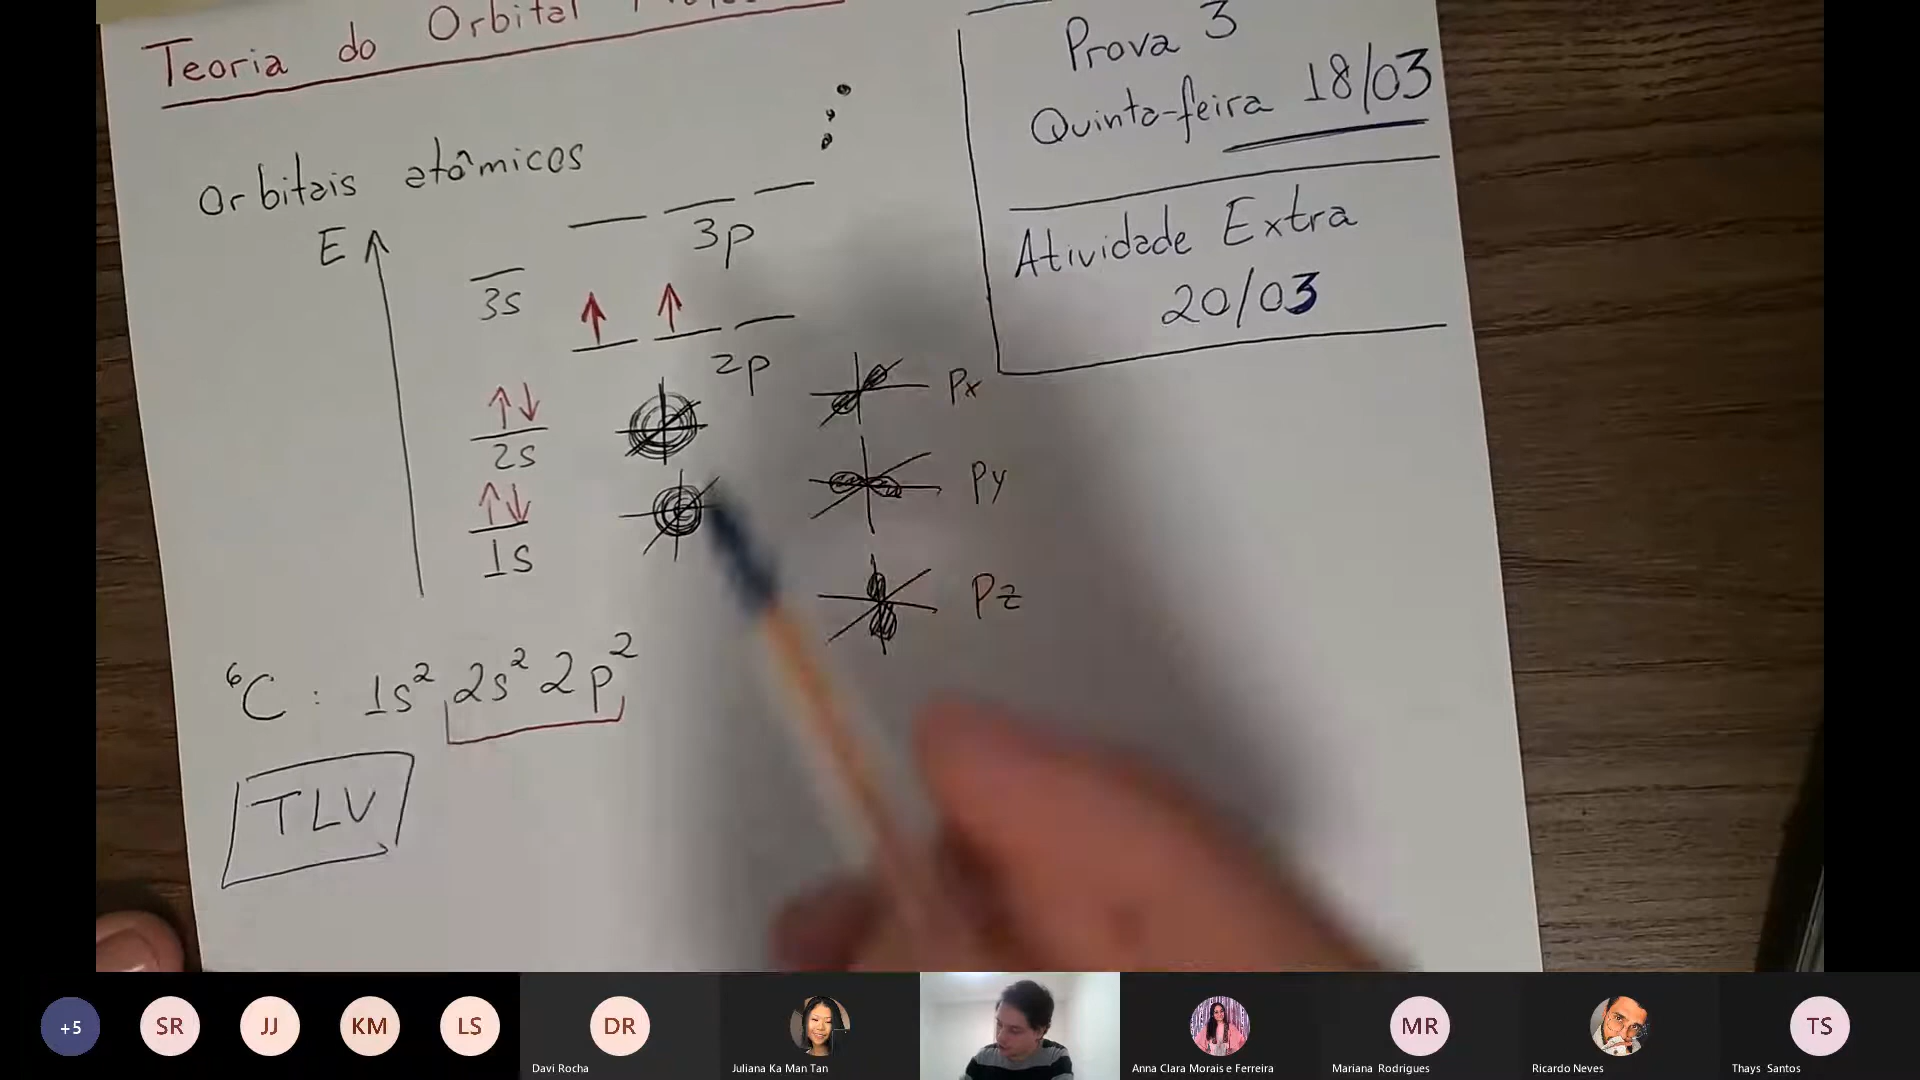 Teoria do Orbital
Orbitais atômicos
E
3p
3s
2p
2s
1s
Px
Py
Pz
⁶C : 1s² 2s² 2p²
TLV
Prova 3
Quinta-feira 18/03
Atividade Extra
20/03
+5
SR
JJ
KM
LS
DR
Davi Rocha
Juliana Ka Man Tan
Anna Clara Morais e Ferreira
MR
Mariana Rodrigues
Ricardo Neves
TS
Thays Santos